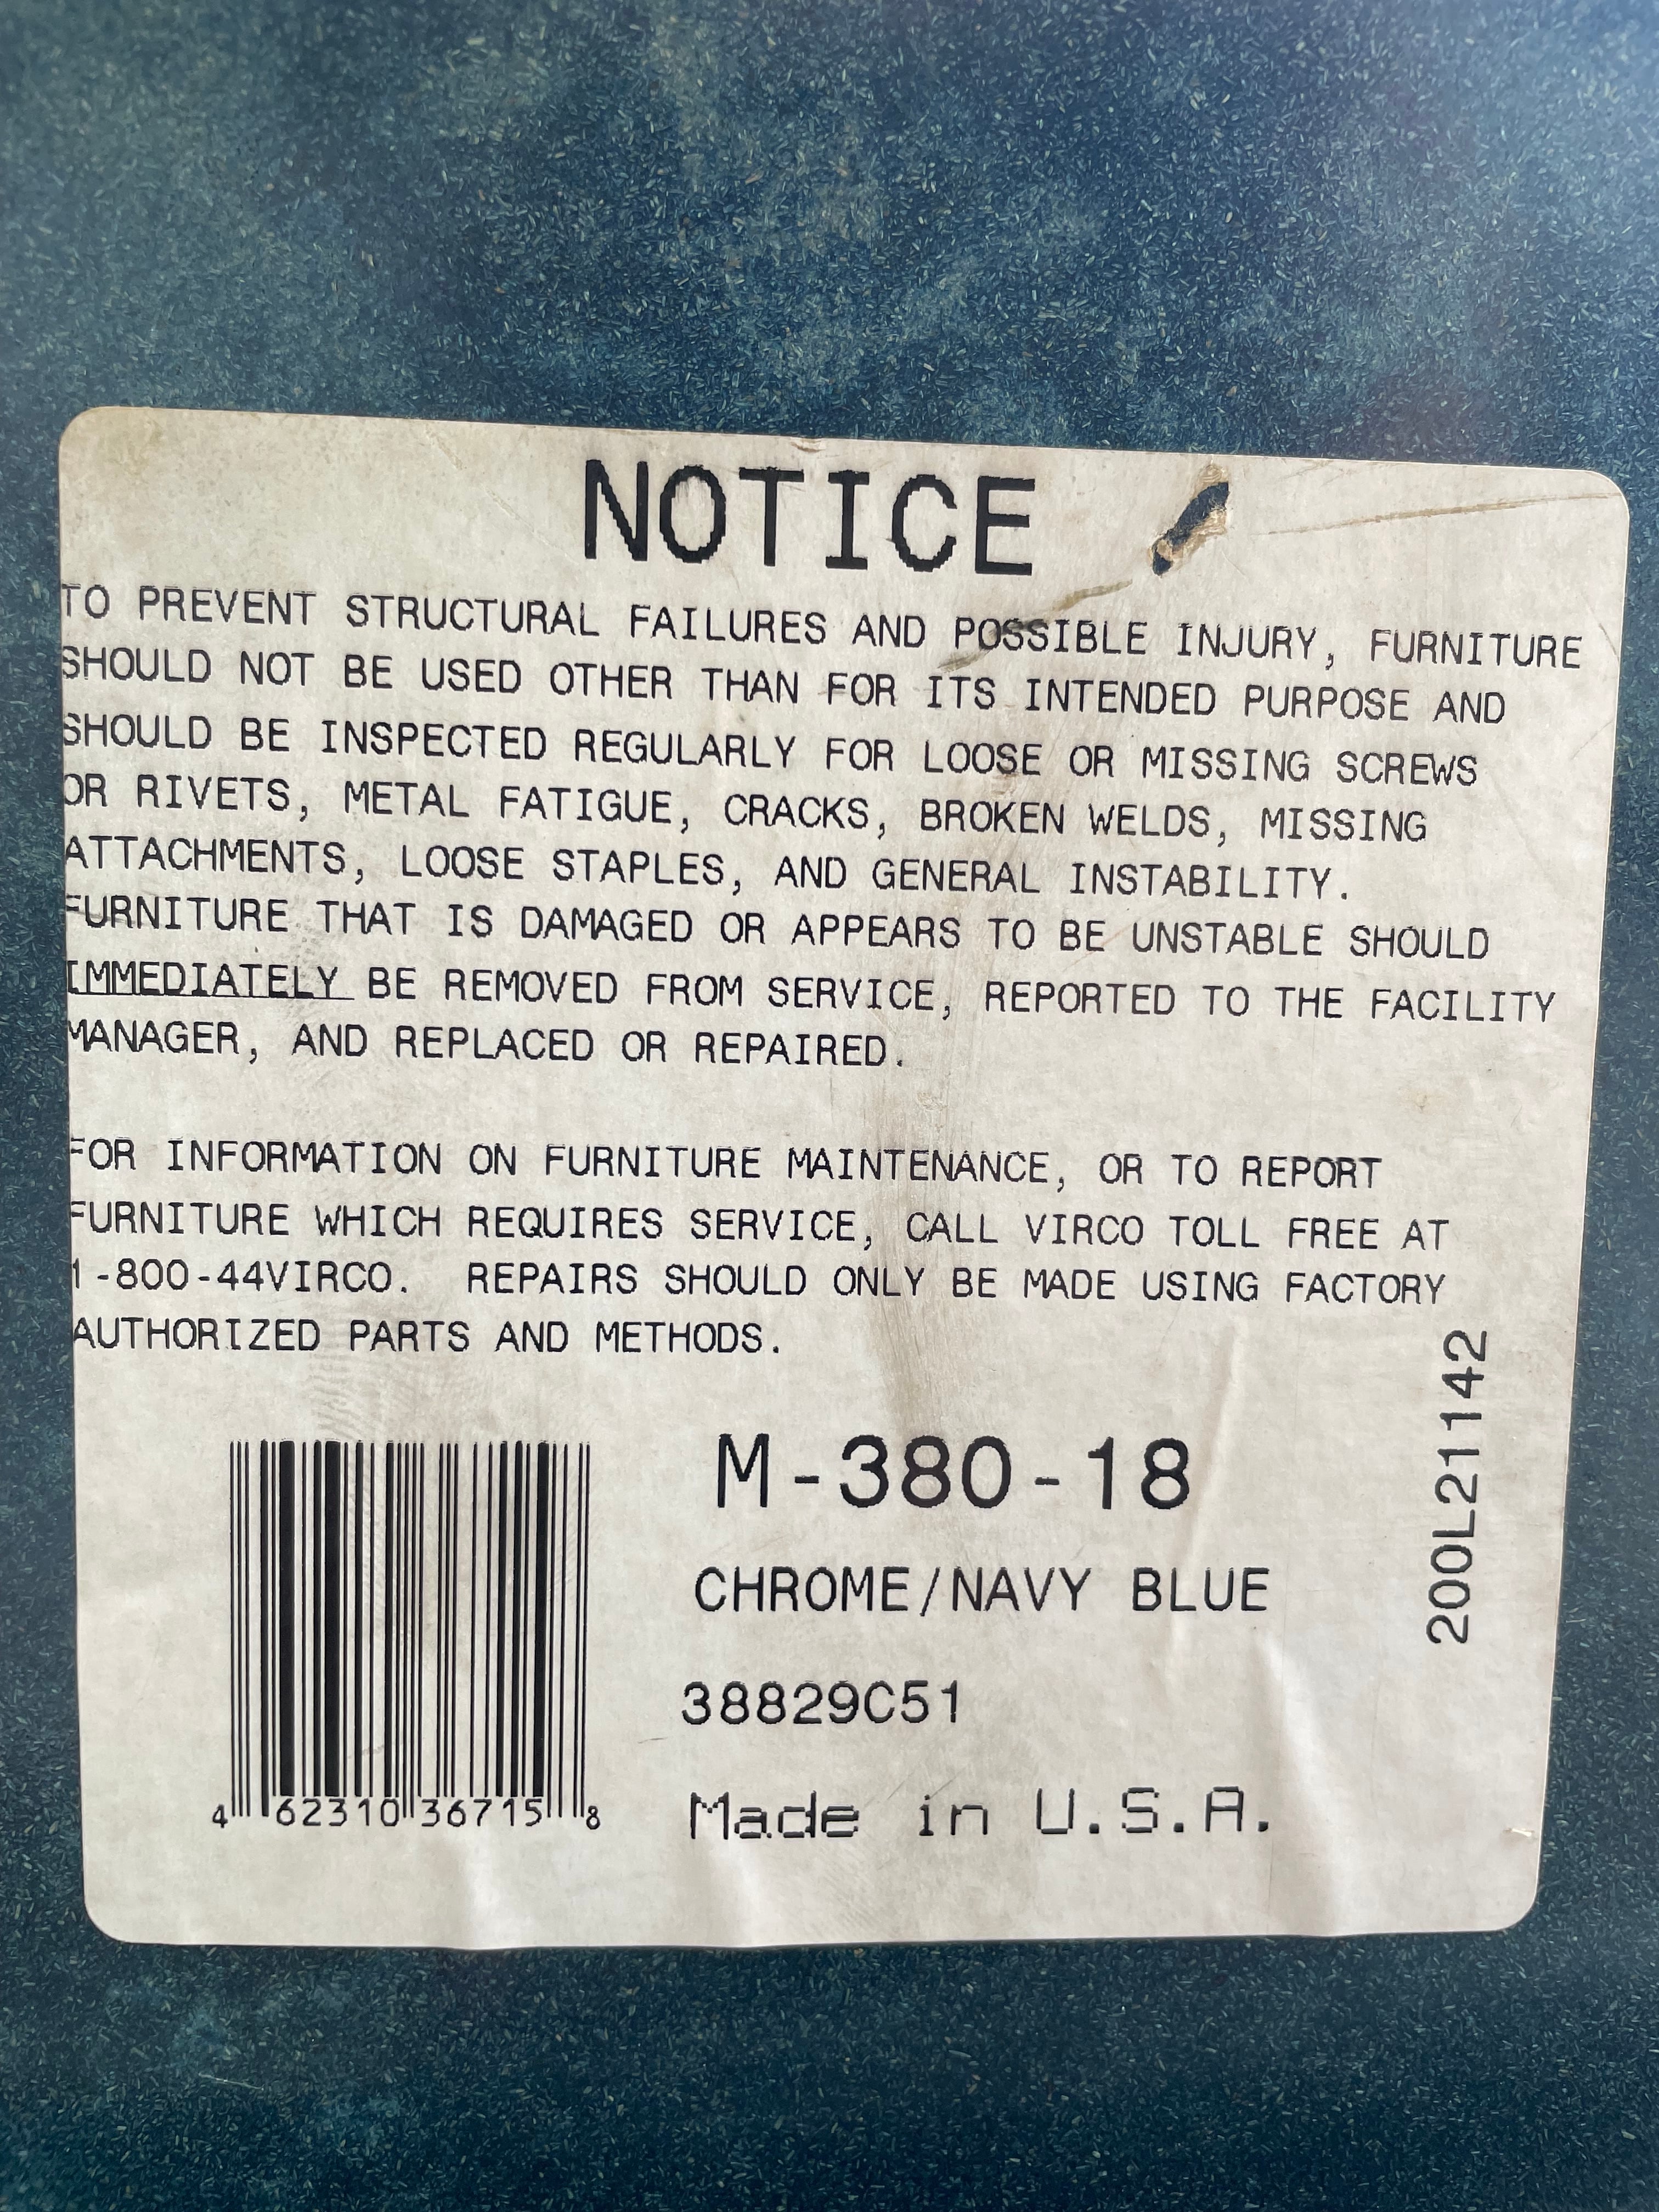 NOTICE
TO PREVENT STRUCTURAL FAILURES AND POSSIBLE INJURY, FURNITURE
SHOULD NOT BE USED OTHER THAN FOR ITS INTENDED PURPOSE AND
SHOULD BE INSPECTED REGULARLY FOR LOOSE OR MISSING SCREWS
OR RIVETS, METAL FATIGUE, CRACKS, BROKEN WELDS, MISSING
ATTACHMENTS, LOOSE STAPLES, AND GENERAL INSTABILITY.
FURNITURE THAT IS DAMAGED OR APPEARS TO BE UNSTABLE SHOULD
IMMEDIATELY BE REMOVED FROM SERVICE, REPORTED TO THE FACILITY
MANAGER, AND REPLACED OR REPAIRED.
FOR INFORMATION ON FURNITURE MAINTENANCE, OR TO REPORT
FURNITURE WHICH REQUIRES SERVICE, CALL VIRCO TOLL FREE AT
1-800-44VIRCO. REPAIRS SHOULD ONLY BE MADE USING FACTORY
AUTHORIZED PARTS AND METHODS.
M-380-18
CHROME/NAVY BLUE
38829C51
Made in U.S.A.
4 62310 36715 8
200L21142